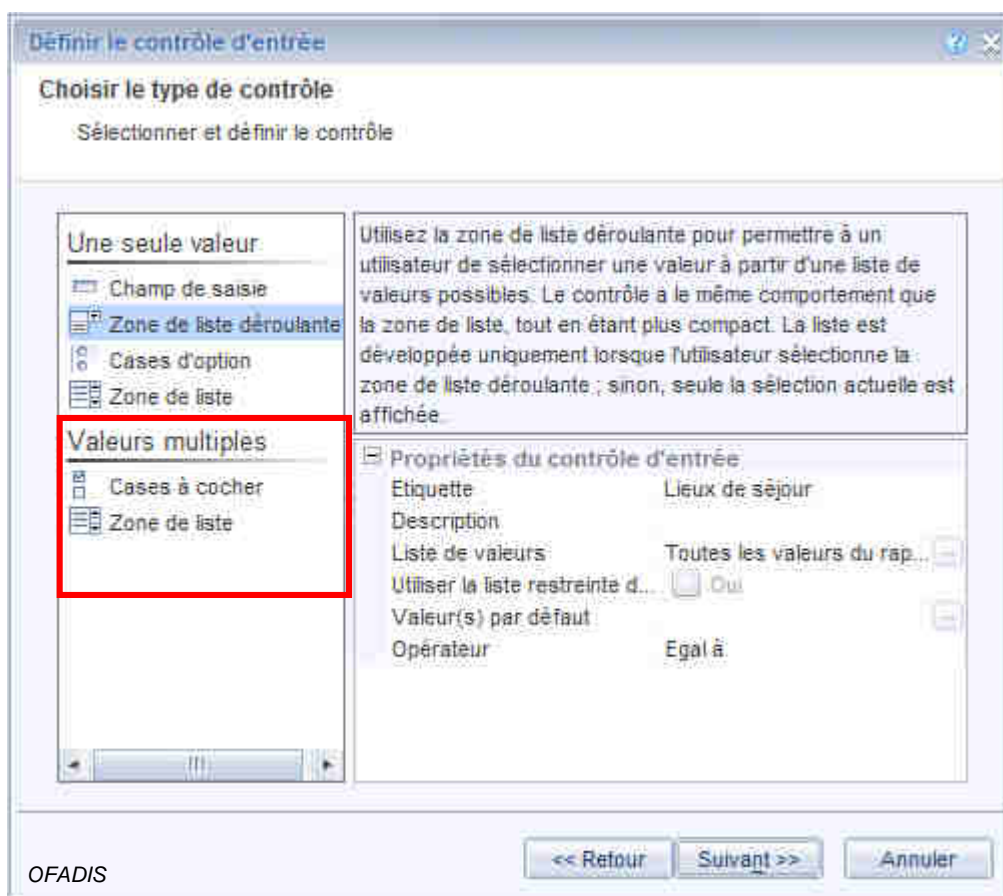 Définir le contrôle d'entrée
Choisir le type de contrôle
Sélectionner et définir le contrôle
Une seule valeur
Champ de saisie
Zone de liste déroulante
Cases d'option
Zone de liste
Valeurs multiples
Cases à cocher
Zone de liste
Utilisez la zone de liste déroulante pour permettre à un
utilisateur de sélectionner une valeur à partir d'une liste de
valeurs possibles. Le contrôle a le même comportement que
la zone de liste, tout en étant plus compact. La liste est
développée uniquement lorsque l'utilisateur sélectionne la
zone de liste déroulante ; sinon, seule la sélection actuelle est
affichée.
Propriétés du contrôle d'entrée
Etiquette Lieux de séjour
Description
Liste de valeurs Toutes les valeurs du rap... ...
Utiliser la liste restreinte d... Oui
Valeur(s) par défaut ...
Opérateur Egal à
<< Retour Suivant >> Annuler
OFADIS